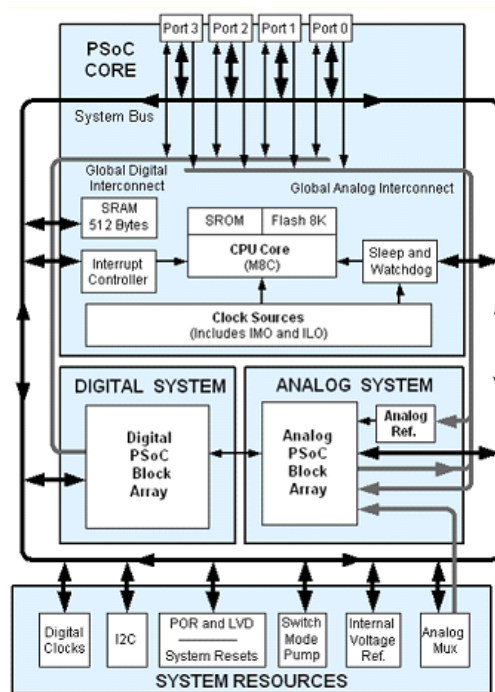 Port 3 Port 2 Port 1 Port 0
PSoC
CORE
System Bus
Global Digital
Interconnect
Global Analog Interconnect
SRAM
512 Bytes
SROM Flash 8K
CPU Core
(M8C)
Interrupt
Controller
Sleep and
Watchdog
Clock Sources
(Includes IMO and ILO)
DIGITAL SYSTEM
ANALOG SYSTEM
Digital
PSoC
Block
Array
Analog
PSoC
Block
Array
Analog
Ref.
Digital
Clocks
I2C
POR and LVD
System Resets
Switch
Mode
Pump
Internal
Voltage
Ref.
Analog
Mux
SYSTEM RESOURCES